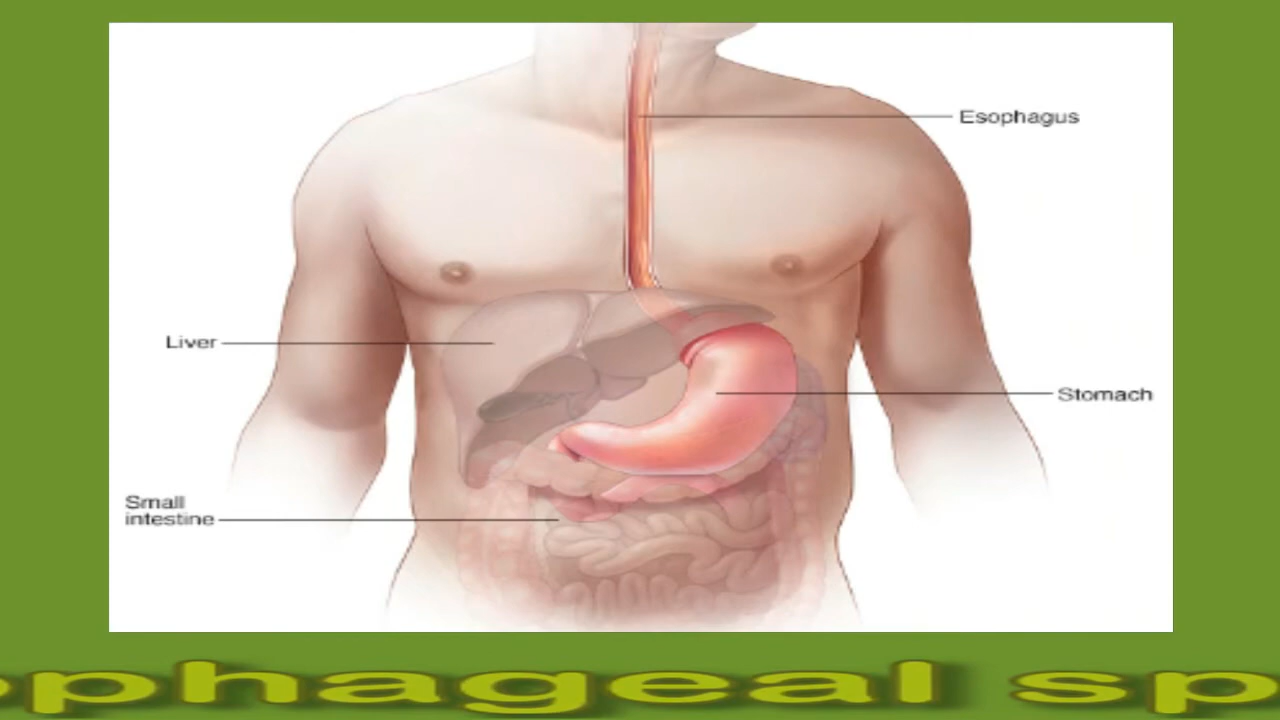 Esophagus
Liver
Stomach
Small
intestine
phageal sp